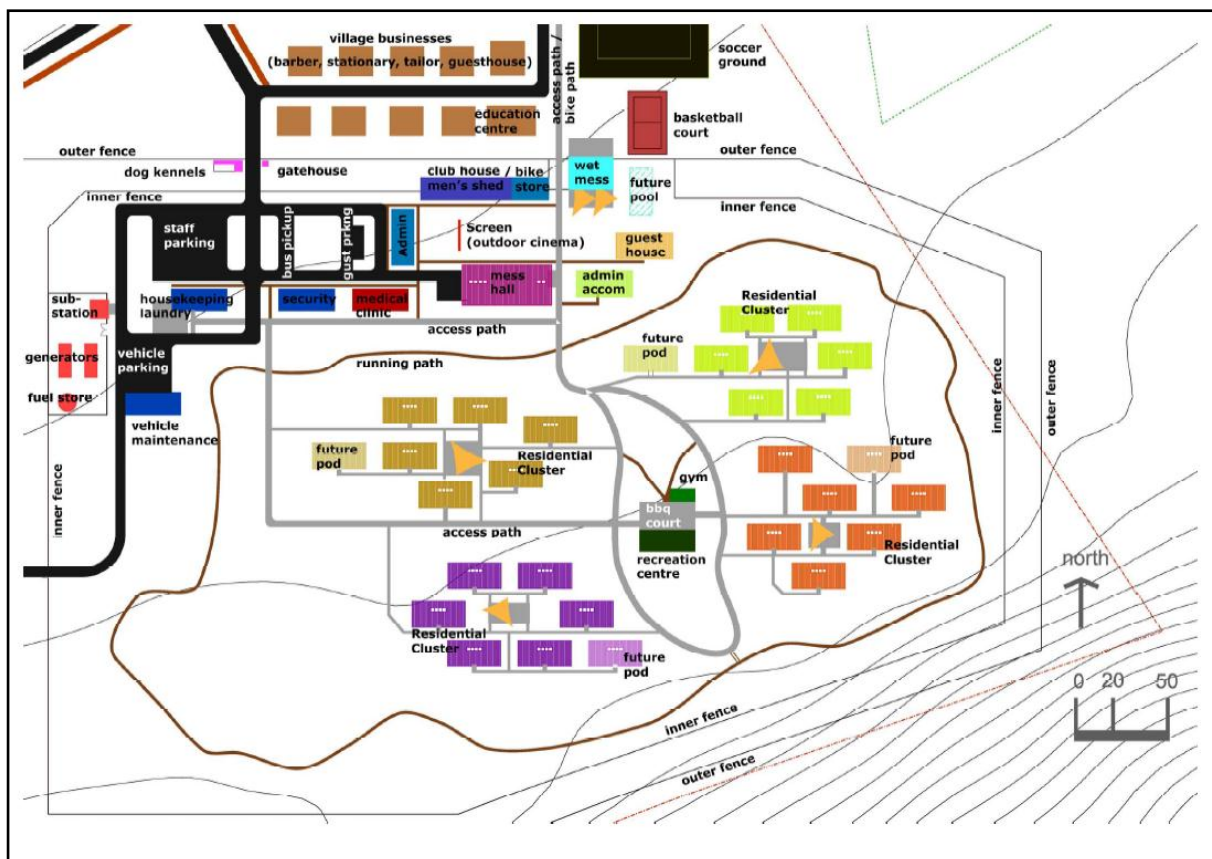 village businesses
(barber, stationary, tailor, guesthouse)
access path /
bike path
soccer
ground
education
centre
basketball
court
outer fence
outer fence
dog kennels
gatehouse
club house / bike
men's shed
store
wet
mess
future
pool
inner fence
inner fence
staff
parking
bus pickup
gust prkng
Admin
Screen
(outdoor cinema)
guest
house
mess
hall
admin
accom
sub-
station
housekeeping
laundry
security
medical
clinic
access path
Residential
Cluster
generators
vehicle
parking
running path
future
pod
inner fence
outer fence
fuel store
vehicle
maintenance
future
pod
Residential
Cluster
future
pod
inner fence
gym
bbq
court
access path
recreation
centre
Residential
Cluster
north
Residential
Cluster
future
pod
0 20 50
inner fence
outer fence